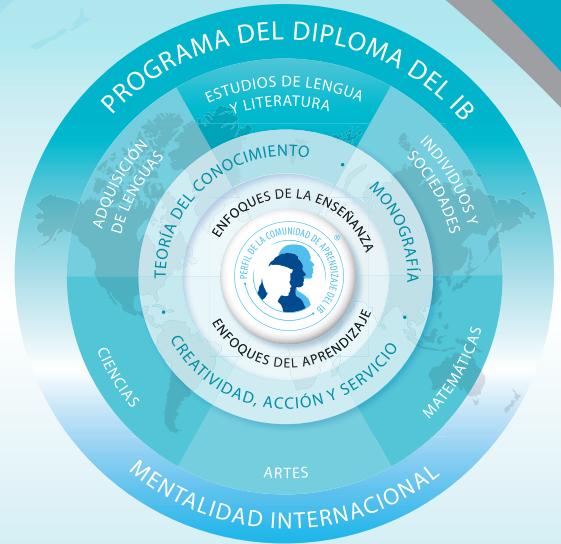 PROGRAMA DEL DIPLOMA DEL IB
ESTUDIOS DE LENGUA
Y LITERATURA
ADQUISICIÓN
DE LENGUAS
INDIVIDUOS Y
SOCIEDADES
TEORÍA DEL CONOCIMIENTO
MONOGRAFÍA
ENFOQUES DE LA ENSEÑANZA
PERFIL DE LA COMUNIDAD DE APRENDIZAJE DEL IB
®
ENFOQUES DEL APRENDIZAJE
CREATIVIDAD, ACCIÓN Y SERVICIO
CIENCIAS
MATEMÁTICAS
ARTES
MENTALIDAD INTERNACIONAL